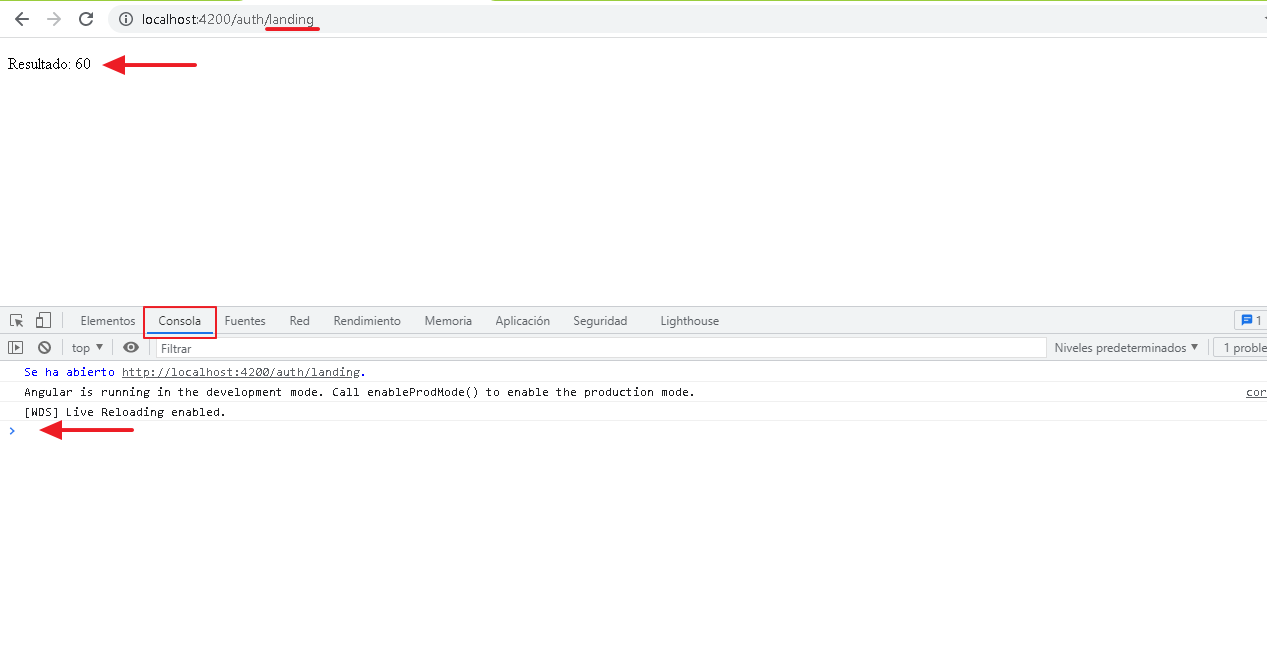 localhost:4200/auth/landing
Resultado: 60
Elementos Consola Fuentes Red Rendimiento Memoria Aplicación Seguridad Lighthouse 1
top Filtrar Niveles predeterminados 1 proble
Se ha abierto http://localhost:4200/auth/landing.
Angular is running in the development mode. Call enableProdMode() to enable the production mode. cor
[WDS] Live Reloading enabled.